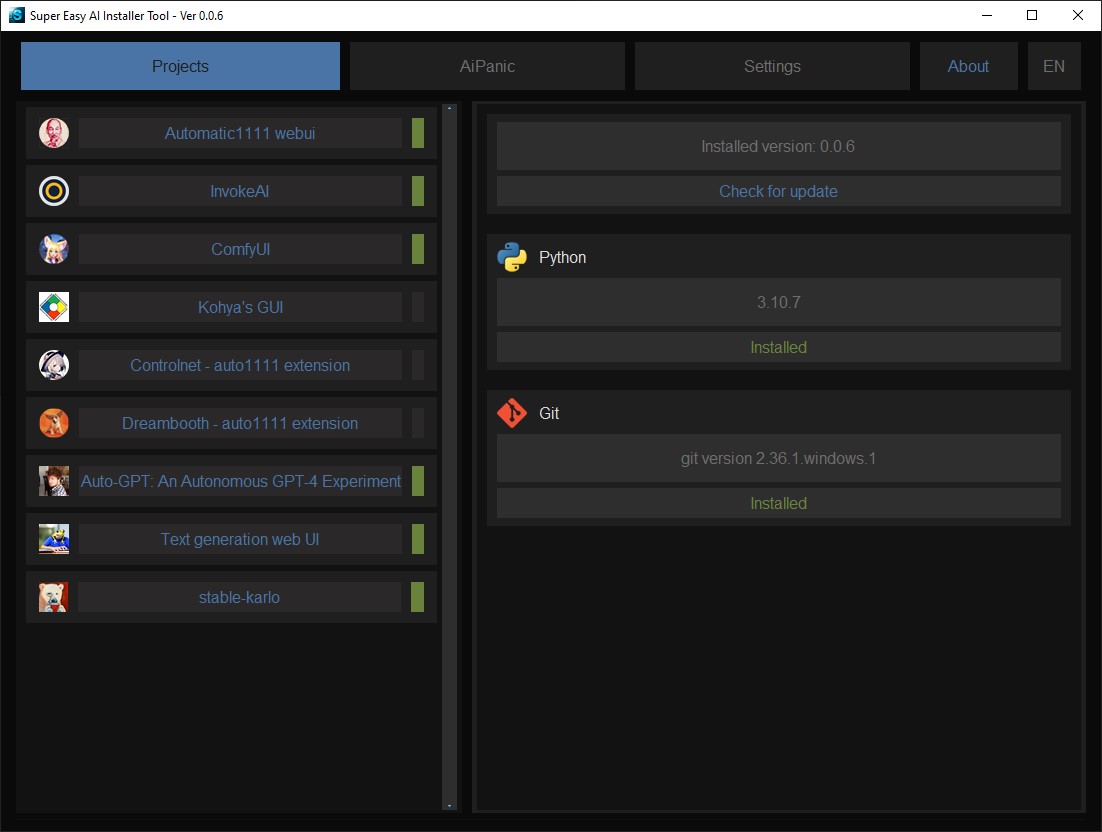 Super Easy AI Installer Tool - Ver 0.0.6
Projects
AiPanic
Settings
About
EN
Automatic1111 webui
InvokeAI
ComfyUI
Kohya's GUI
Controlnet - auto1111 extension
Dreambooth - auto1111 extension
Auto-GPT: An Autonomous GPT-4 Experiment
Text generation web UI
stable-karlo
Installed version: 0.0.6
Check for update
Python
3.10.7
Installed
Git
git version 2.36.1.windows.1
Installed